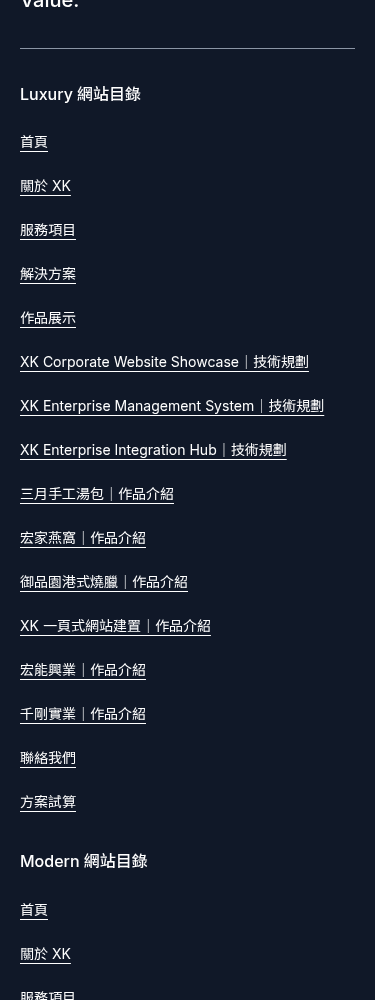 Value.
Luxury 網站目錄
首頁
關於 XK
服務項目
解決方案
作品展示
XK Corporate Website Showcase｜技術規劃
XK Enterprise Management System｜技術規劃
XK Enterprise Integration Hub｜技術規劃
三月手工湯包｜作品介紹
宏家燕窩｜作品介紹
御品園港式燒臘｜作品介紹
XK 一頁式網站建置｜作品介紹
宏能興業｜作品介紹
千剛實業｜作品介紹
聯絡我們
方案試算
Modern 網站目錄
首頁
關於 XK
服務項目